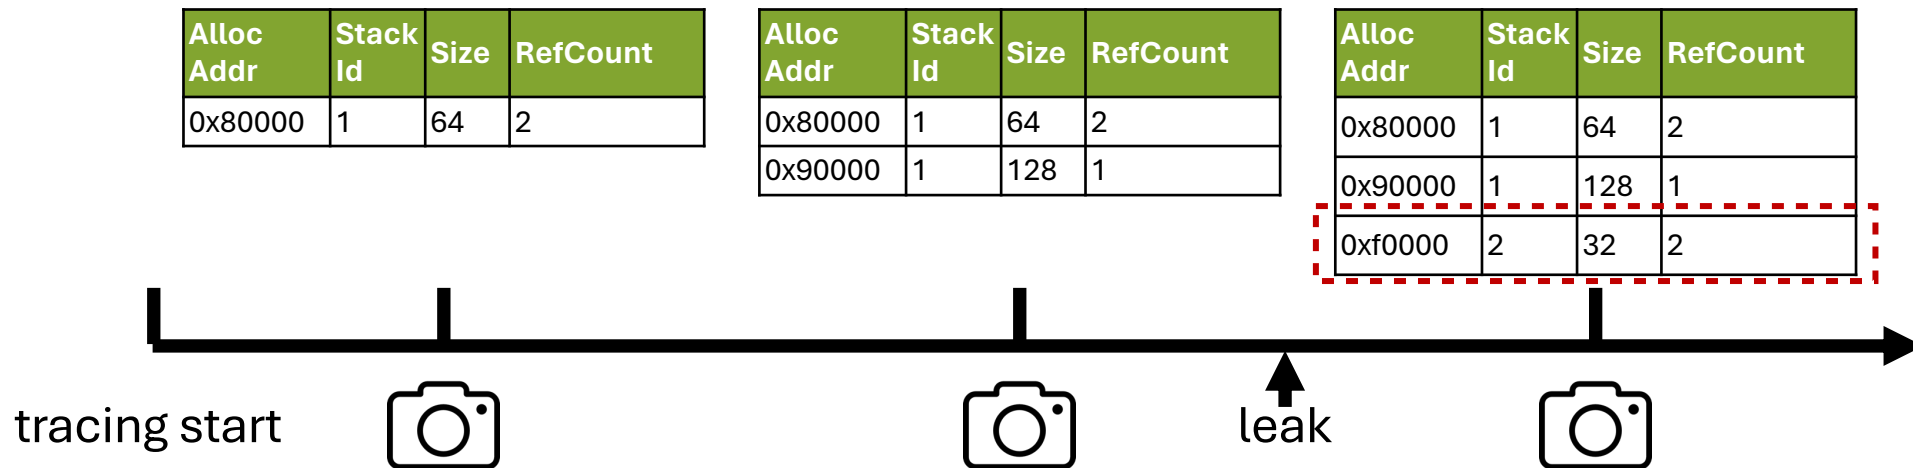 Alloc Addr Stack Id Size RefCount
0x80000 1 64 2
Alloc Addr Stack Id Size RefCount
0x80000 1 64 2
0x90000 1 128 1
Alloc Addr Stack Id Size RefCount
0x80000 1 64 2
0x90000 1 128 1
0xf0000 2 32 2
tracing start
leak